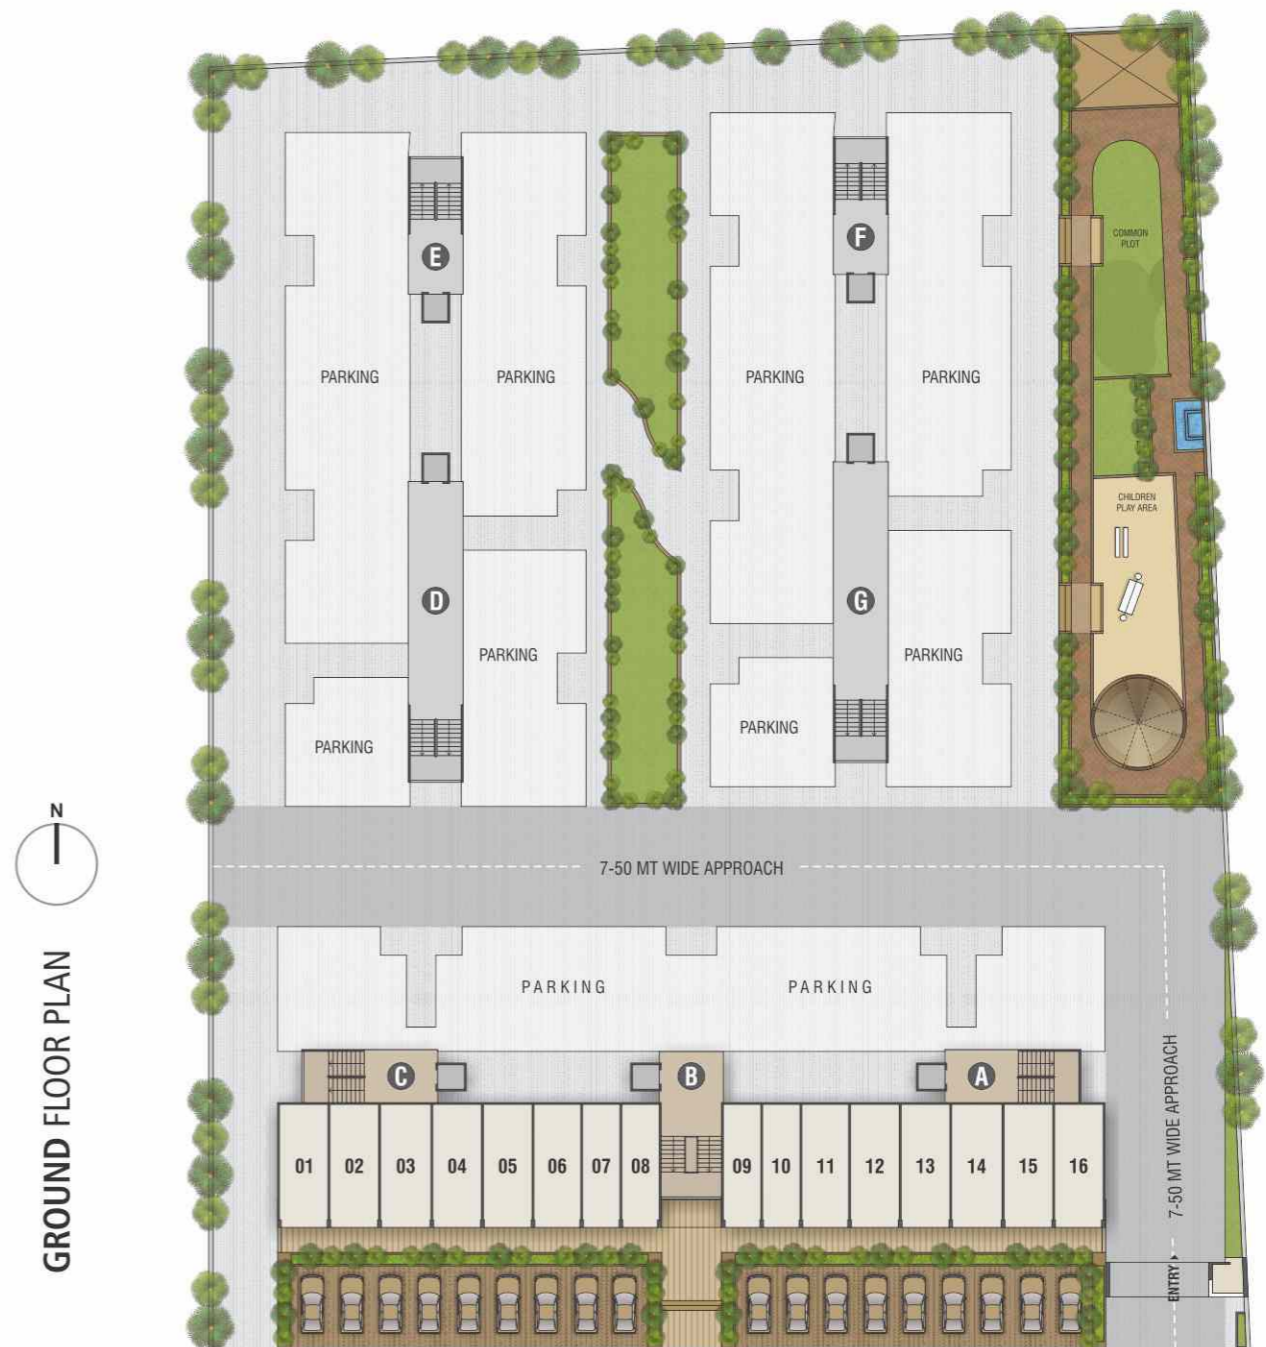 E
F
COMMON
PLOT
PARKING
PARKING
PARKING
PARKING
CHILDREN
PLAY AREA
D
G
PARKING
PARKING
PARKING
PARKING
N
7-50 MT WIDE APPROACH
GROUND FLOOR PLAN
PARKING
PARKING
C
B
A
7-50 MT WIDE APPROACH
01 02 03 04 05 06 07 08 09 10 11 12 13 14 15 16
ENTRY